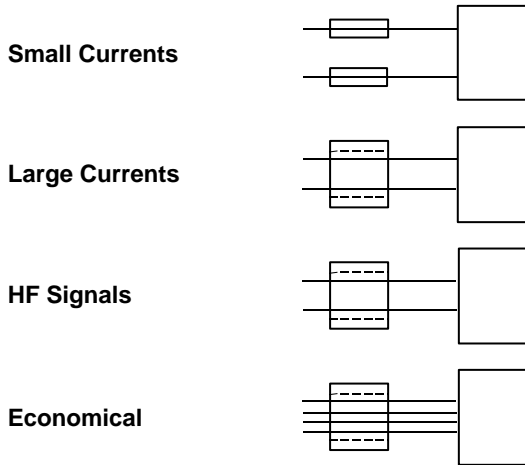 Small Currents
Large Currents
HF Signals
Economical